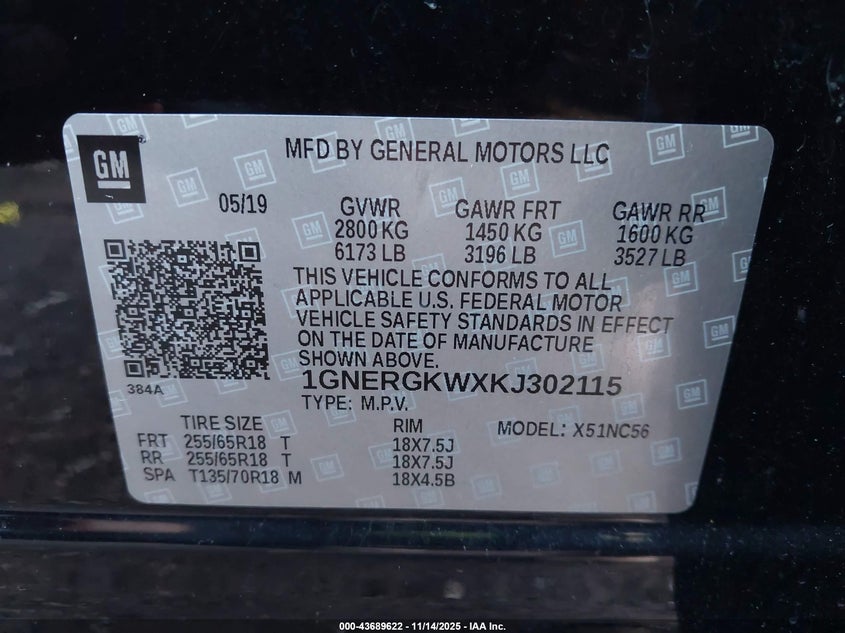 GM
MFD BY GENERAL MOTORS LLC
05/19 GVWR GAWR FRT GAWR RR
2800 KG 1450 KG 1600 KG
6173 LB 3196 LB 3527 LB
THIS VEHICLE CONFORMS TO ALL
APPLICABLE U.S. FEDERAL MOTOR
VEHICLE SAFETY STANDARDS IN EFFECT
ON THE DATE OF MANUFACTURE
SHOWN ABOVE.
384A
1GNERGKWXKJ302115
TYPE: M.P.V.
TIRE SIZE RIM MODEL: X51NC56
FRT 255/65R18 T 18X7.5J
RR 255/65R18 T 18X7.5J
SPA T135/70R18 M 18X4.5B
000-43689622 - 11/14/2025 - IAA Inc.